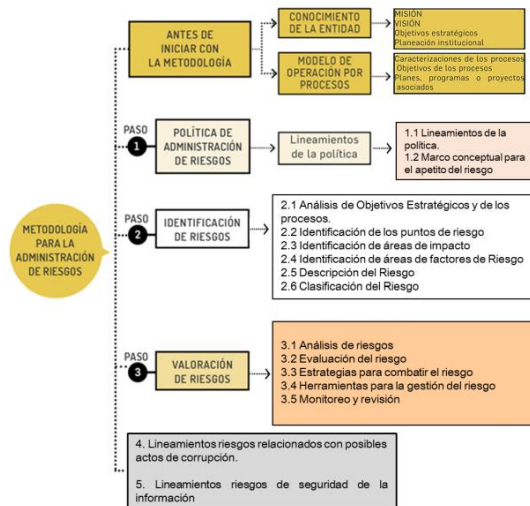 METODOLOGÍA
PARA LA
ADMINISTRACIÓN
DE RIESGOS
ANTES DE
INICIAR CON
LA METODOLOGÍA
CONOCIMIENTO
DE LA ENTIDAD
MISIÓN
VISIÓN
Objetivos estratégicos
Planeación institucional
MODELO DE
OPERACIÓN POR
PROCESOS
Caracterizaciones de los procesos
Objetivos de los procesos
Planes, programas o proyectos
asociados
PASO
1
POLÍTICA DE
ADMINISTRACIÓN
DE RIESGOS
Lineamientos
de la política
1.1 Lineamientos de la
política.
1.2 Marco conceptual para
el apetito del riesgo
PASO
2
IDENTIFICACIÓN
DE RIESGOS
2.1 Análisis de Objetivos Estratégicos y de los
procesos.
2.2 Identificación de los puntos de riesgo
2.3 Identificación de áreas de impacto
2.4 Identificación de áreas de factores de Riesgo
2.5 Descripción del Riesgo
2.6 Clasificación del Riesgo
PASO
3
VALORACIÓN
DE RIESGOS
3.1 Análisis de riesgos
3.2 Evaluación del riesgo
3.3 Estrategias para combatir el riesgo
3.4 Herramientas para la gestión del riesgo
3.5 Monitoreo y revisión
4. Lineamientos riesgos relacionados con posibles
actos de corrupción.
5. Lineamientos riesgos de seguridad de la
información